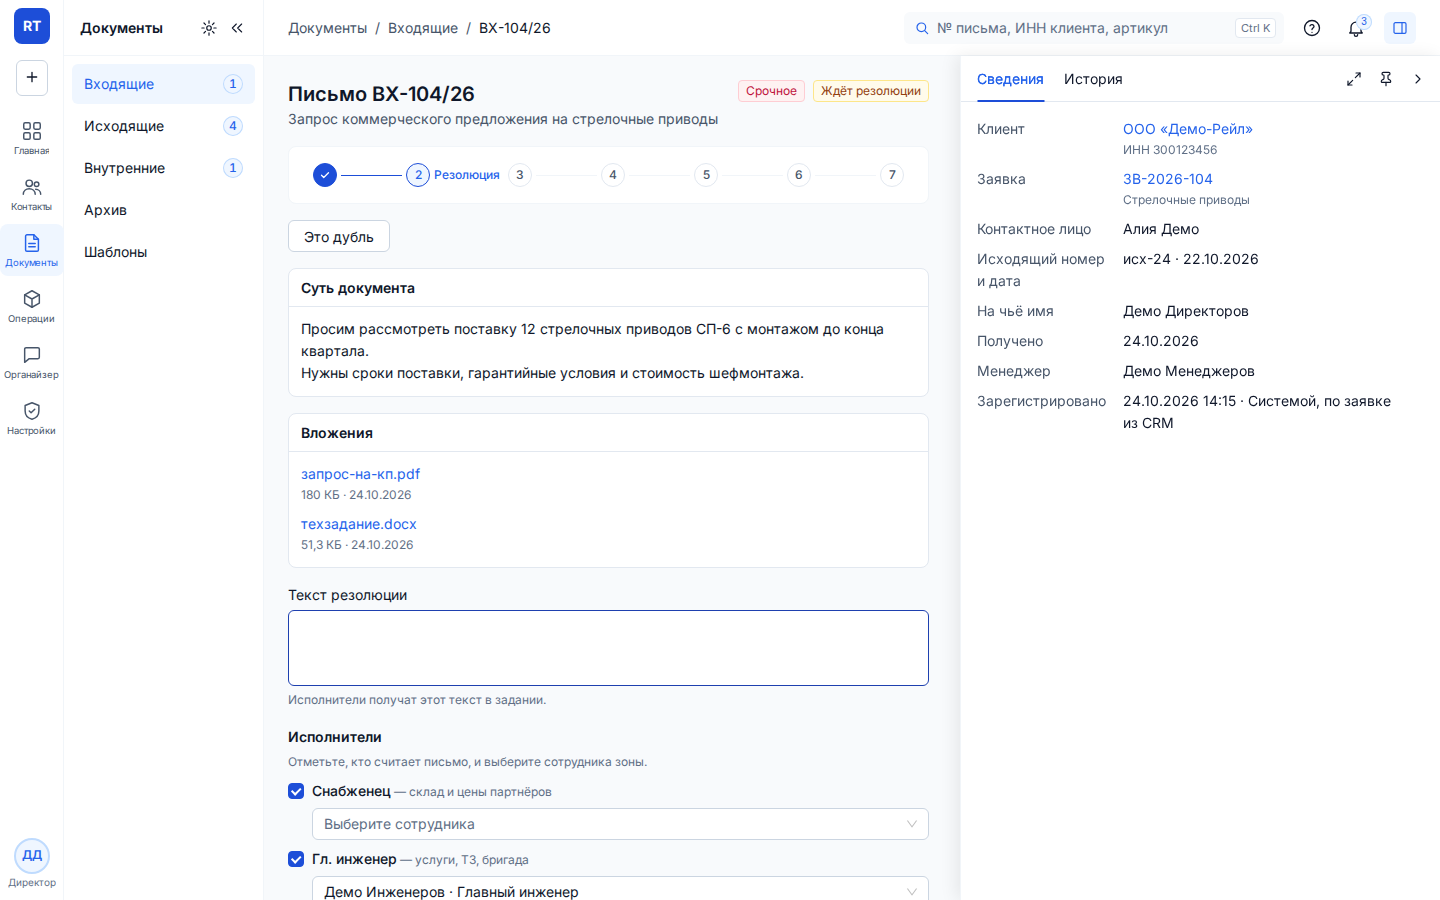 RT
Главная
Контакты
Документы
Операции
Органайзер
Настройки
ДД
Директор
Документы
Входящие 1
Исходящие 4
Внутренние 1
Архив
Шаблоны
Документы / Входящие / ВХ-104/26
№ письма, ИНН клиента, артикул Ctrl K
3
Письмо ВХ-104/26
Срочное Ждёт резолюции
Запрос коммерческого предложения на стрелочные приводы
2 Резолюция 3 4 5 6 7
Это дубль
Суть документа
Просим рассмотреть поставку 12 стрелочных приводов СП-6 с монтажом до конца
квартала.
Нужны сроки поставки, гарантийные условия и стоимость шефмонтажа.
Вложения
запрос-на-кп.pdf
180 КБ · 24.10.2026
техзадание.docx
51,3 КБ · 24.10.2026
Текст резолюции
Исполнители получат этот текст в задании.
Исполнители
Отметьте, кто считает письмо, и выберите сотрудника зоны.
Снабженец — склад и цены партнёров
Выберите сотрудника
Гл. инженер — услуги, ТЗ, бригада
Демо Инженеров · Главный инженер
Сведения История
Клиент ООО «Демо-Рейл»
ИНН 300123456
Заявка ЗВ-2026-104
Стрелочные приводы
Контактное лицо Алия Демо
Исходящий номер исх-24 · 22.10.2026
и дата
На чьё имя Демо Директоров
Получено 24.10.2026
Менеджер Демо Менеджеров
Зарегистрировано 24.10.2026 14:15 · Системой, по заявке
из CRM